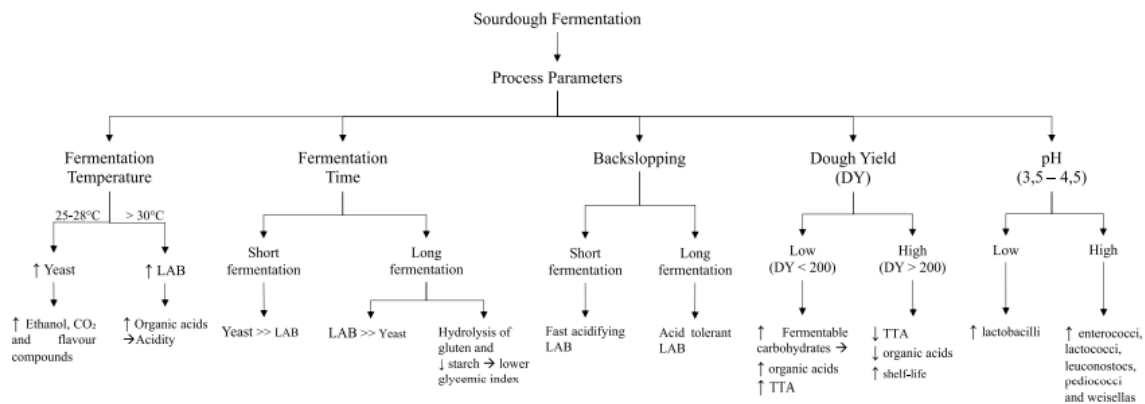 Sourdough Fermentation
Process Parameters
Fermentation
Temperature
Fermentation
Time
Backslopping
Dough Yield
(DY)
pH
(3,5 – 4,5)
25-28°C
> 30°C
↑ Yeast
↑ LAB
Short
fermentation
Long
fermentation
Short
fermentation
Long
fermentation
Low
(DY < 200)
High
(DY > 200)
Low
High
↑ Ethanol, CO₂
and flavour
compounds
↑ Organic acids
→Acidity
Yeast >> LAB
LAB >> Yeast
Hydrolysis of
gluten and
↓ starch → lower
glycemic index
Fast acidifying
LAB
Acid tolerant
LAB
↑ Fermentable
carbohydrates →
↑ organic acids
↑ TTA
↓ TTA
↓ organic acids
↑ shelf-life
↑ lactobacilli
↑ enterococci,
lactococci,
leuconostocs,
pediococci
and weisellas